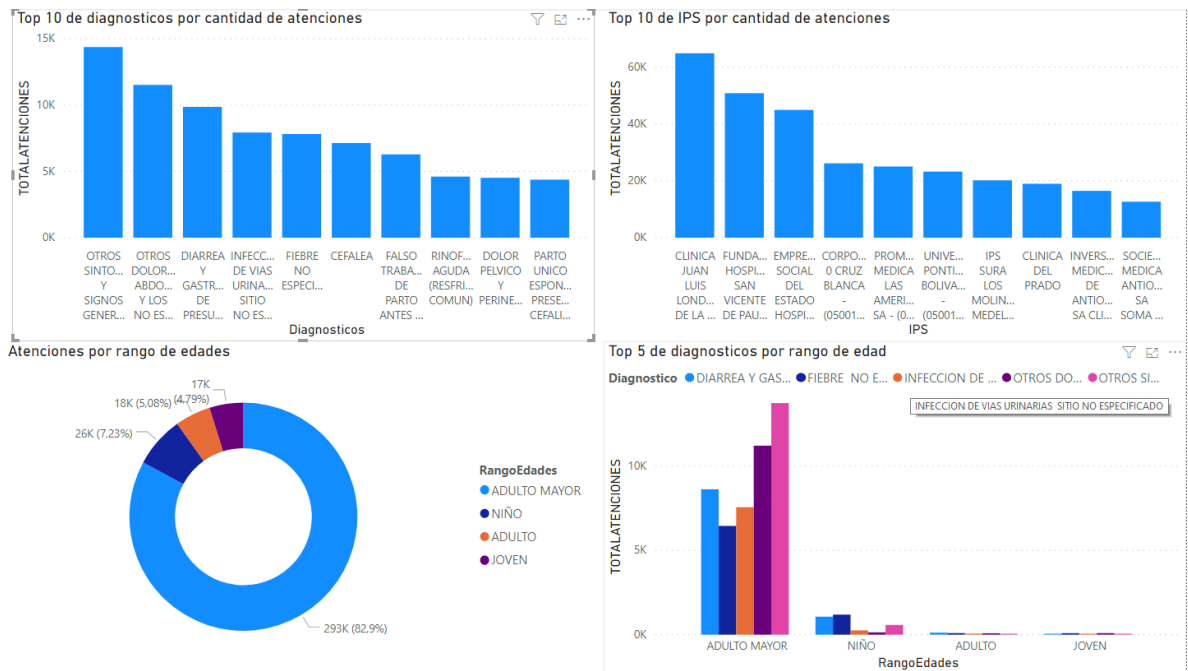 Top 10 de diagnosticos por cantidad de atenciones
TOTALATENCIONES
15K
10K
5K
0K
OTROS
SINTO...
Y
SIGNOS
GENER...
OTROS
DOLOR...
ABDO...
Y LOS
NO ES...
DIARREA
Y
GASTR...
DE
PRESU...
INFECC...
DE VIAS
URINA...
SITIO
NO ES...
FIEBRE
NO
ESPECI...
CEFALEA
FALSO
TRABA...
DE
PARTO
ANTES ...
RINOF...
AGUDA
(RESFRI...
COMUN)
DOLOR
PELVICO
Y
PERINE...
PARTO
UNICO
ESPON...
PRESE...
CEFALI...
Diagnosticos
Top 10 de IPS por cantidad de atenciones
TOTALATENCIONES
60K
40K
20K
0K
CLINICA
JUAN
LUIS
LOND...
DE LA ...
FUNDA...
HOSPI...
SAN
VICENTE
DE PAU...
EMPRE...
SOCIAL
DEL
ESTADO
HOSPI...
CORPO...
0 CRUZ
BLANCA
-
(05001...
PROM...
MEDICA
LAS
AMERI...
SA - (0...
UNIVE...
PONTI...
BOLIVA...
-
(05001...
IPS
SURA
LOS
MOLIN...
MEDEL...
CLINICA
DEL
PRADO
INVERS...
MEDIC...
DE
ANTIO...
SA CLI...
SOCIE...
MEDICA
ANTIO...
SA
SOMA ...
IPS
Atenciones por rango de edades
17K
(4,79%)
18K (5,08%)
26K (7,23%)
293K (82,9%)
RangoEdades
ADULTO MAYOR
NIÑO
ADULTO
JOVEN
Top 5 de diagnosticos por rango de edad
Diagnostico DIARREA Y GAS... FIEBRE NO E... INFECCION DE ... OTROS DO... OTROS SI...
INFECCION DE VIAS URINARIAS SITIO NO ESPECIFICADO
TOTALATENCIONES
10K
5K
0K
ADULTO MAYOR
NIÑO
ADULTO
JOVEN
RangoEdades